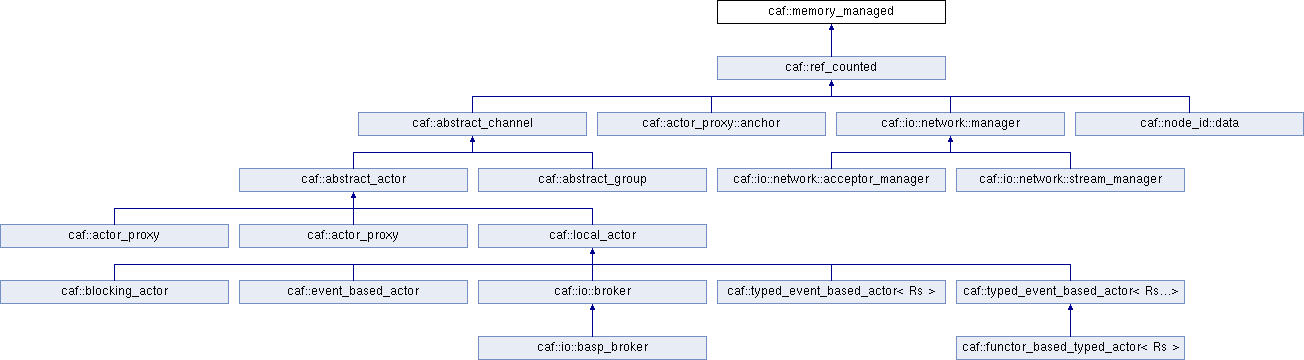 caf::memory_managed
caf::ref_counted
caf::abstract_channel
caf::actor_proxy::anchor
caf::io::network::manager
caf::node_id::data
caf::abstract_actor
caf::abstract_group
caf::io::network::acceptor_manager
caf::io::network::stream_manager
caf::actor_proxy
caf::actor_proxy
caf::local_actor
caf::blocking_actor
caf::event_based_actor
caf::io::broker
caf::typed_event_based_actor< Rs >
caf::typed_event_based_actor< Rs...>
caf::io::basp_broker
caf::functor_based_typed_actor< Rs >